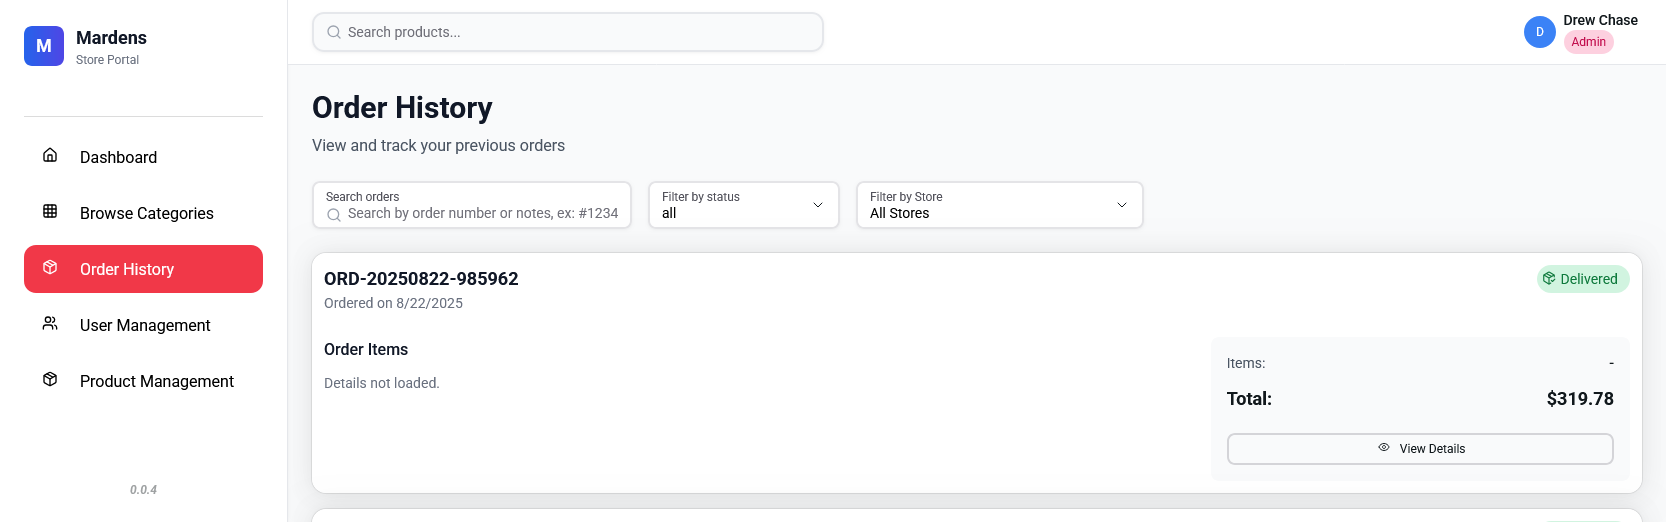 M
Mardens
Store Portal
Dashboard
Browse Categories
Order History
User Management
Product Management
0.0.4
Search products...
D
Drew Chase
Admin
Order History
View and track your previous orders
Search orders
Search by order number or notes, ex: #1234
Filter by status
all
Filter by Store
All Stores
ORD-20250822-985962
Ordered on 8/22/2025
Delivered
Order Items
Details not loaded.
Items: -
Total: $319.78
View Details